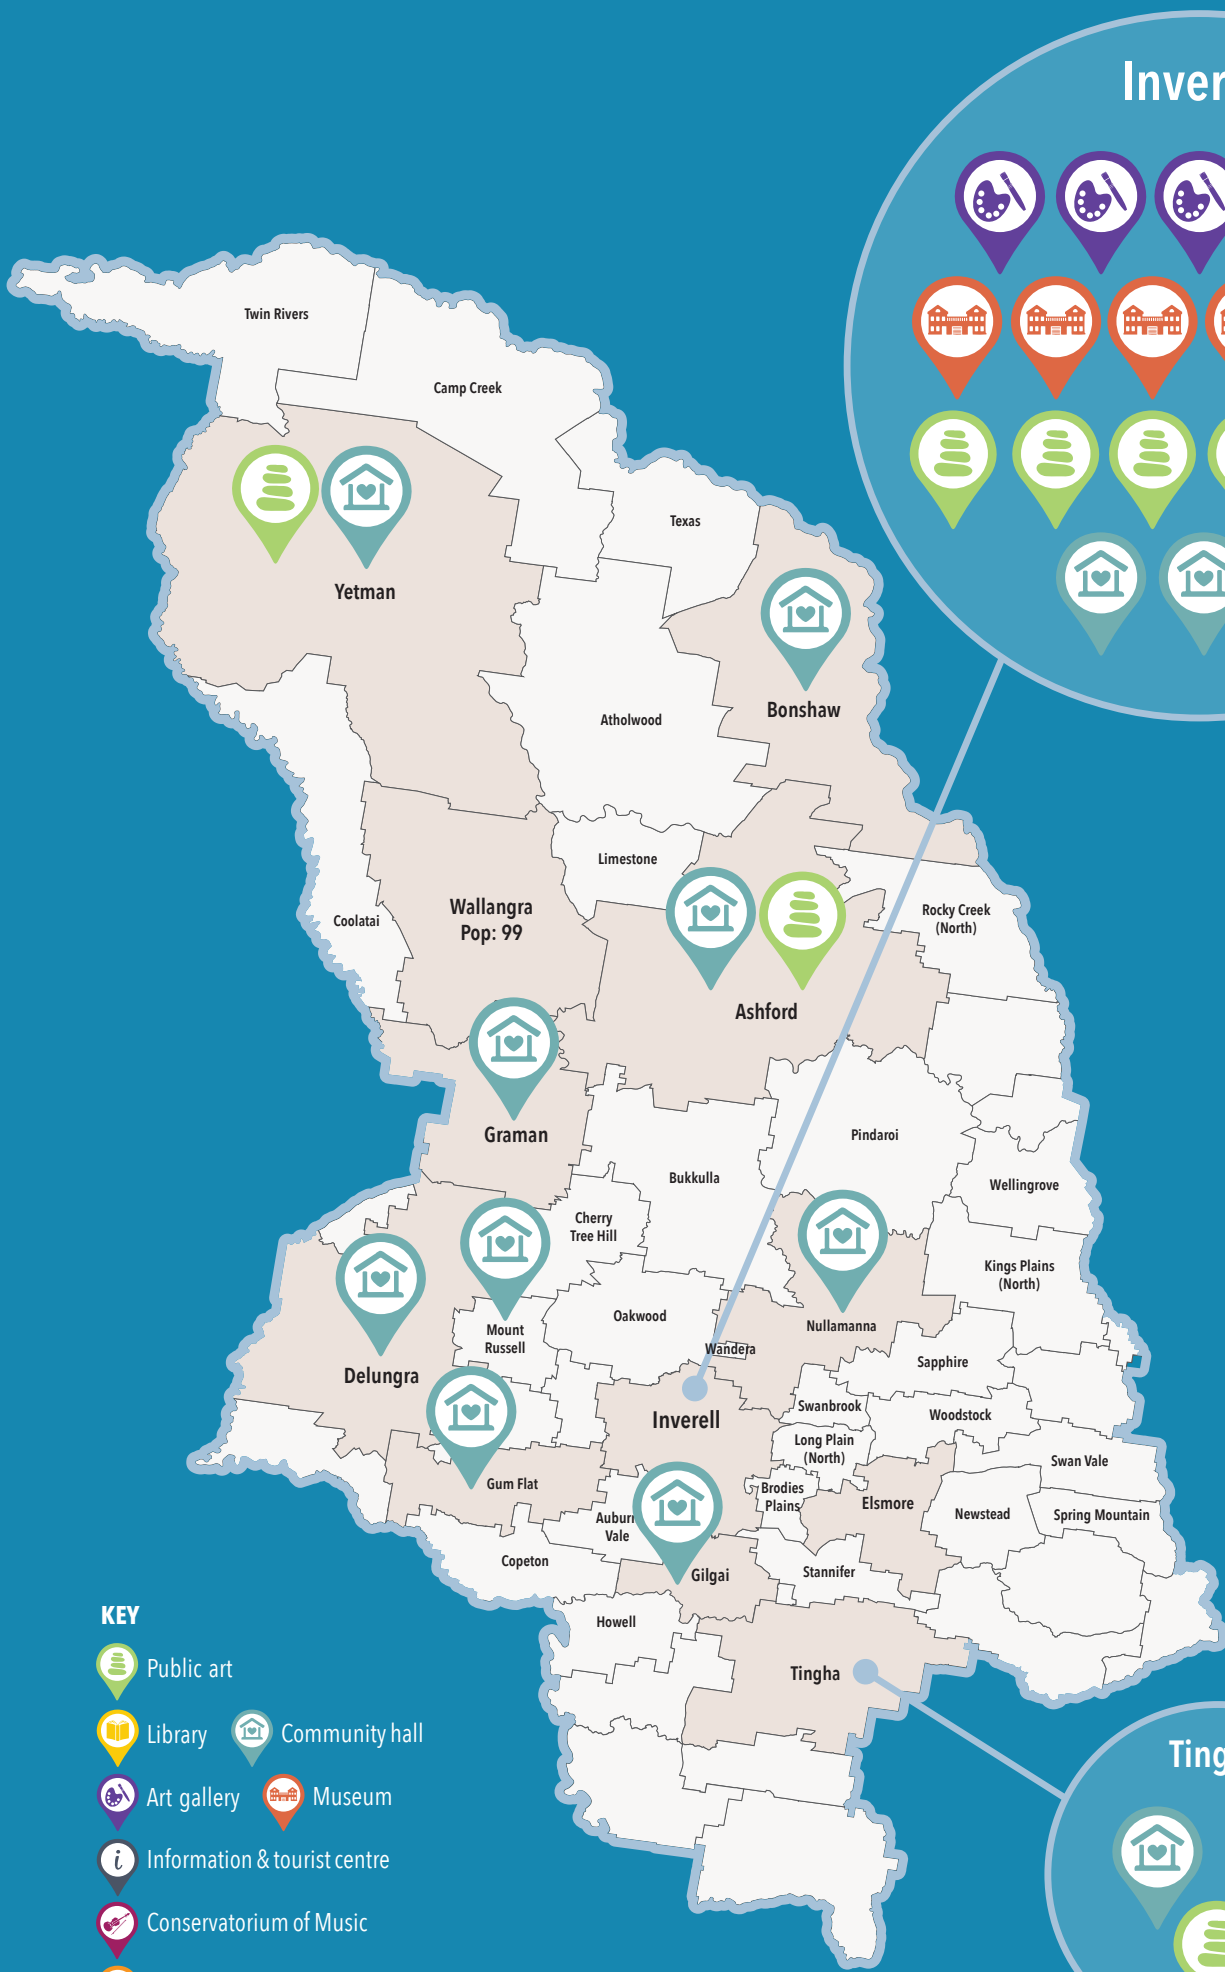 Inver
Twin Rivers
Camp Creek
Texas
Yetman
Bonshaw
Atholwood
Limestone
Wallangra
Pop: 99
Coolatai
Rocky Creek
(North)
Ashford
Graman
Pindaroi
Bukkulla
Wellingrove
Cherry
Tree Hill
Kings Plains
(North)
Oakwood
Nullamanna
Mount
Russell
Wandera
Sapphire
Delungra
Swanbrook
Woodstock
Inverell
Long Plain
(North)
Swan Vale
Gum Flat
Brodies
Plains
Elsmore
Newstead
Spring Mountain
Auburn
Vale
Copeton
Gilgai
Stannifer
Howell
Tingha
KEY
Public art
Library
Community hall
Art gallery
Museum
i Information & tourist centre
Conservatorium of Music
Ting